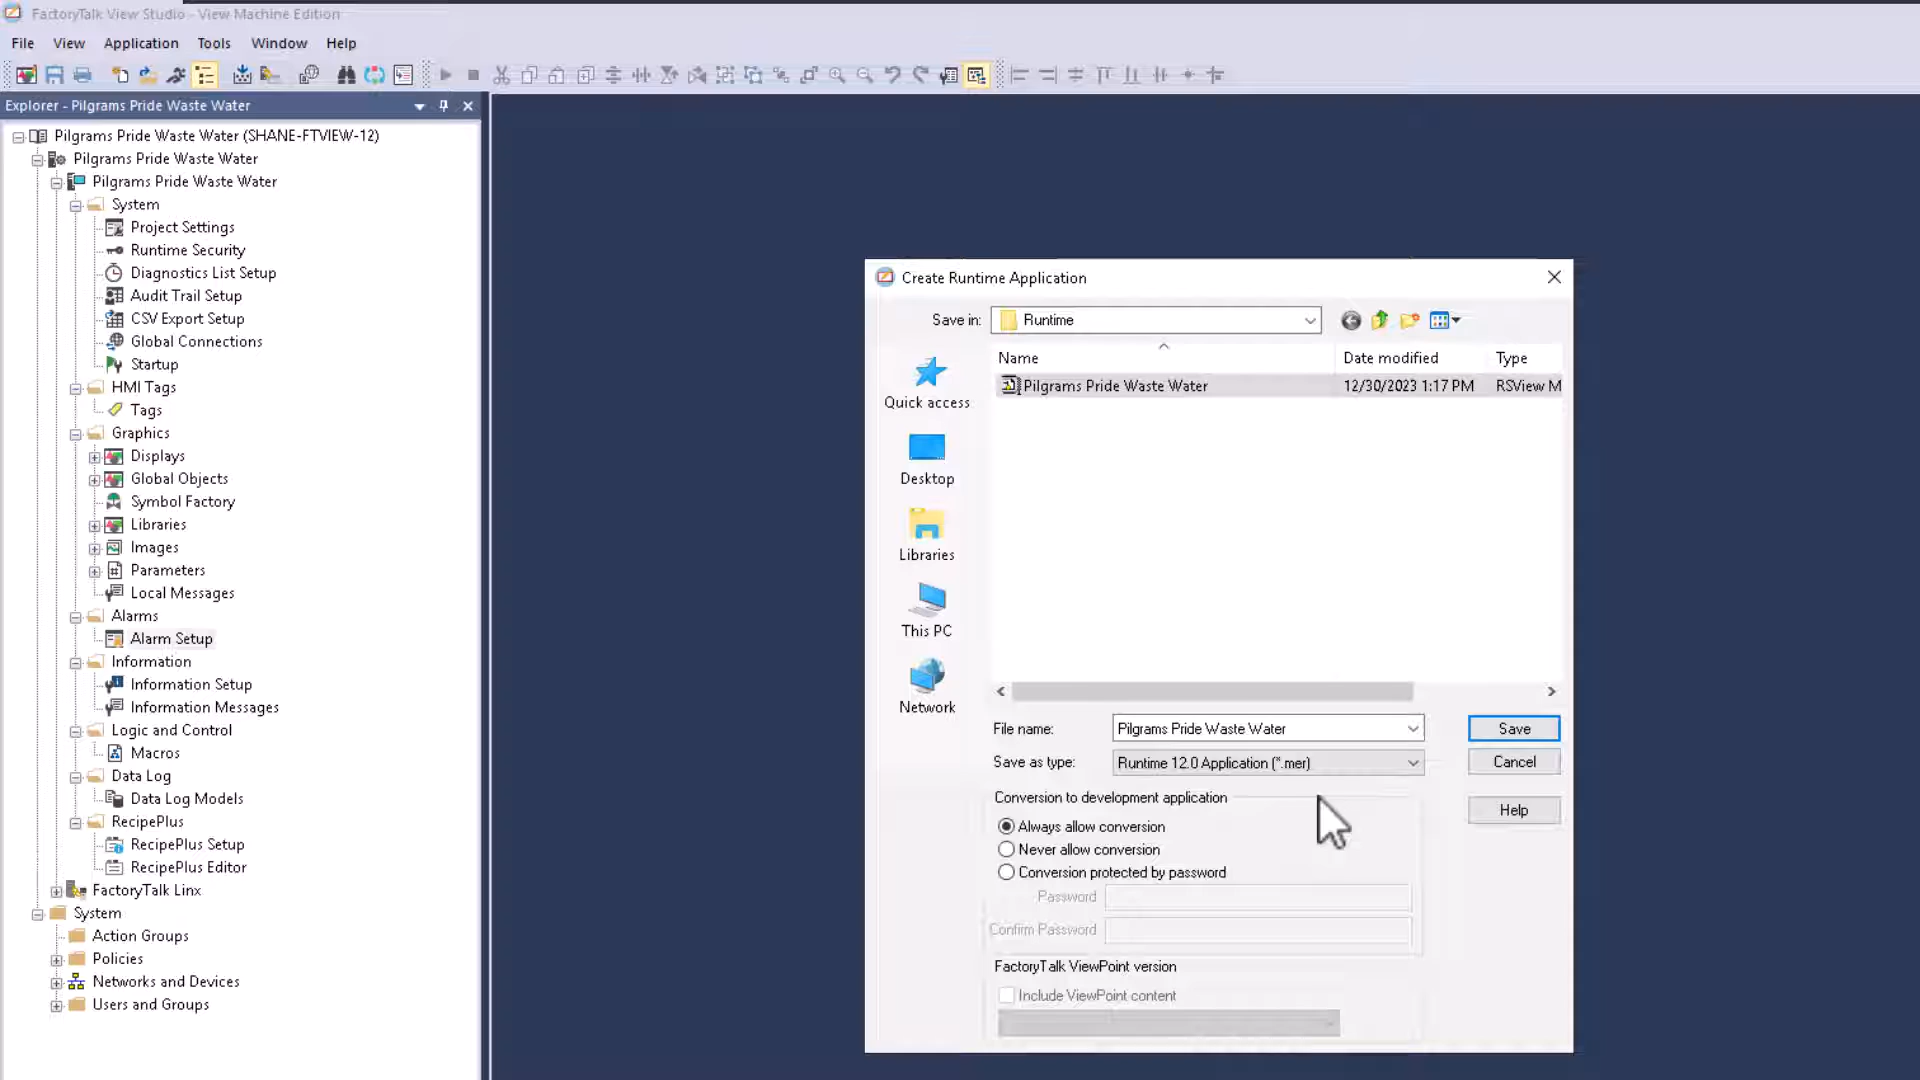 FactoryTalk View Studio - View Machine Edition
File View Application Tools Window Help
Explorer - Pilgrams Pride Waste Water
Pilgrams Pride Waste Water (SHANE-FTVIEW-12)
Pilgrams Pride Waste Water
Pilgrams Pride Waste Water
System
Project Settings
Runtime Security
Diagnostics List Setup
Audit Trail Setup
CSV Export Setup
Global Connections
Startup
HMI Tags
Tags
Graphics
Displays
Global Objects
Symbol Factory
Libraries
Images
Parameters
Local Messages
Alarms
Alarm Setup
Information
Information Setup
Information Messages
Logic and Control
Macros
Data Log
Data Log Models
RecipePlus
RecipePlus Setup
RecipePlus Editor
FactoryTalk Linx
System
Action Groups
Policies
Networks and Devices
Users and Groups
Create Runtime Application
Save in: Runtime
Name Date modified Type
Pilgrams Pride Waste Water 12/30/2023 1:17 PM RSView M
Quick access
Desktop
Libraries
This PC
Network
File name: Pilgrams Pride Waste Water Save
Save as type: Runtime 12.0 Application (*.mer) Cancel
Conversion to development application
Help
Always allow conversion
Never allow conversion
Conversion protected by password
Password
Confirm Password
FactoryTalk ViewPoint version
Include ViewPoint content